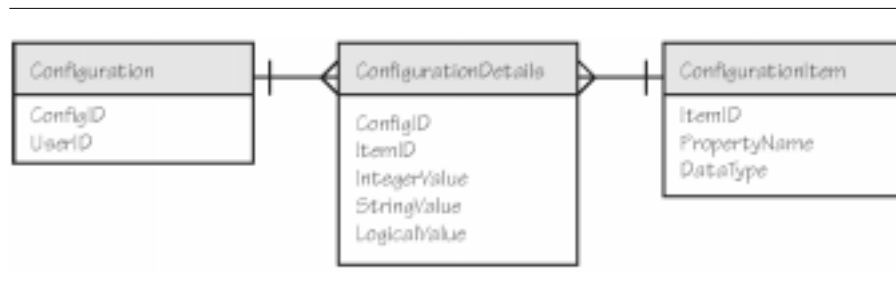 Configuration
ConfigID
UserID
ConfigurationDetails
ConfigID
ItemID
IntegerValue
StringValue
LogicalValue
ConfigurationItem
ItemID
PropertyName
DataType